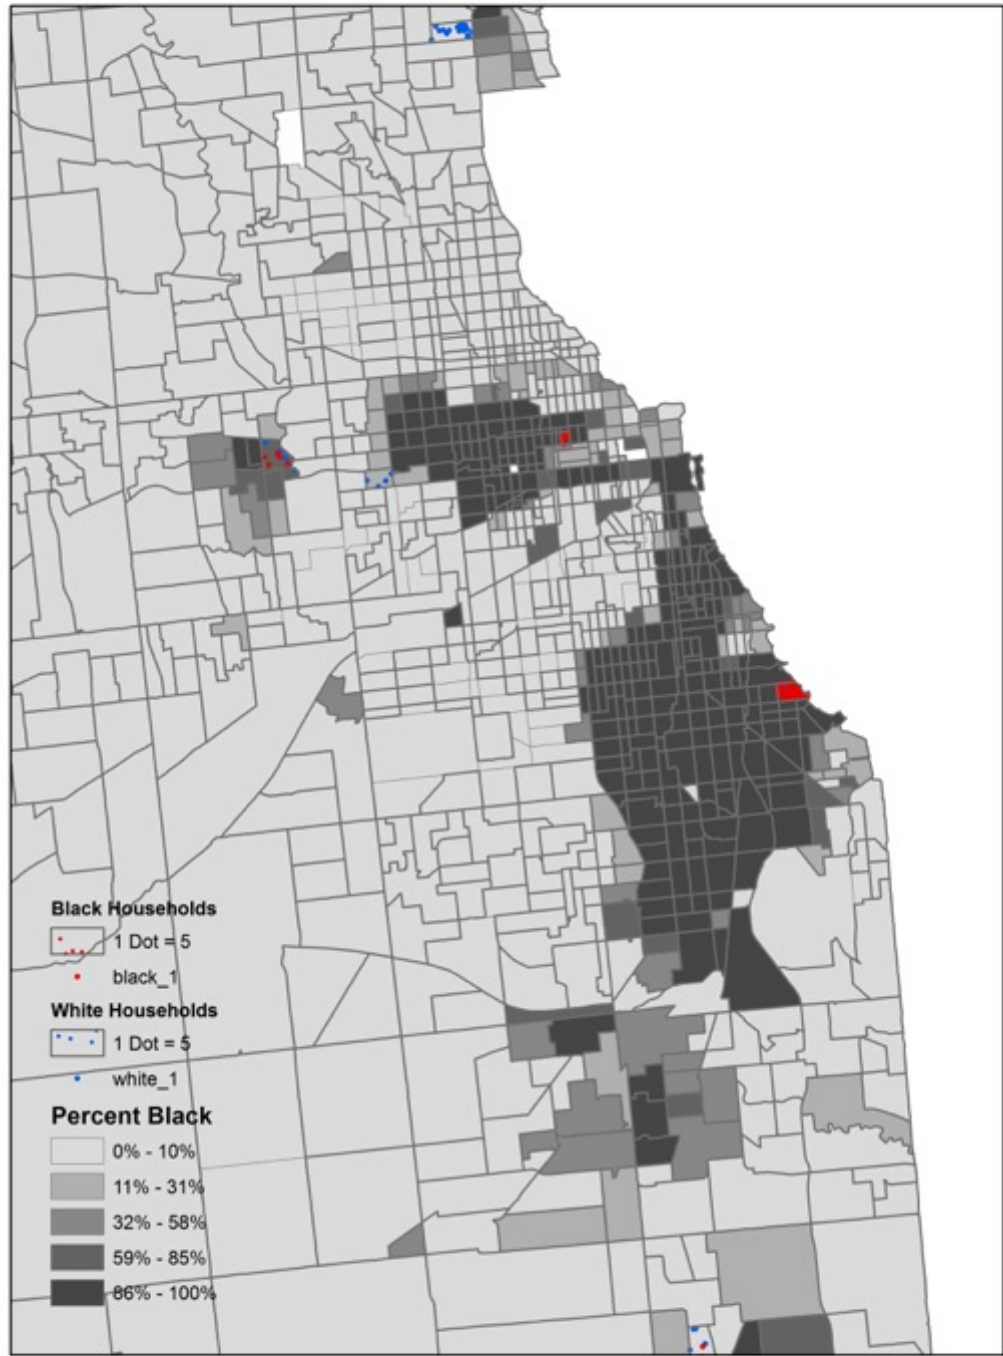 Black Households
1 Dot = 5
black_1
White Households
1 Dot = 5
white_1
Percent Black
0% - 10%
11% - 31%
32% - 58%
59% - 85%
86% - 100%